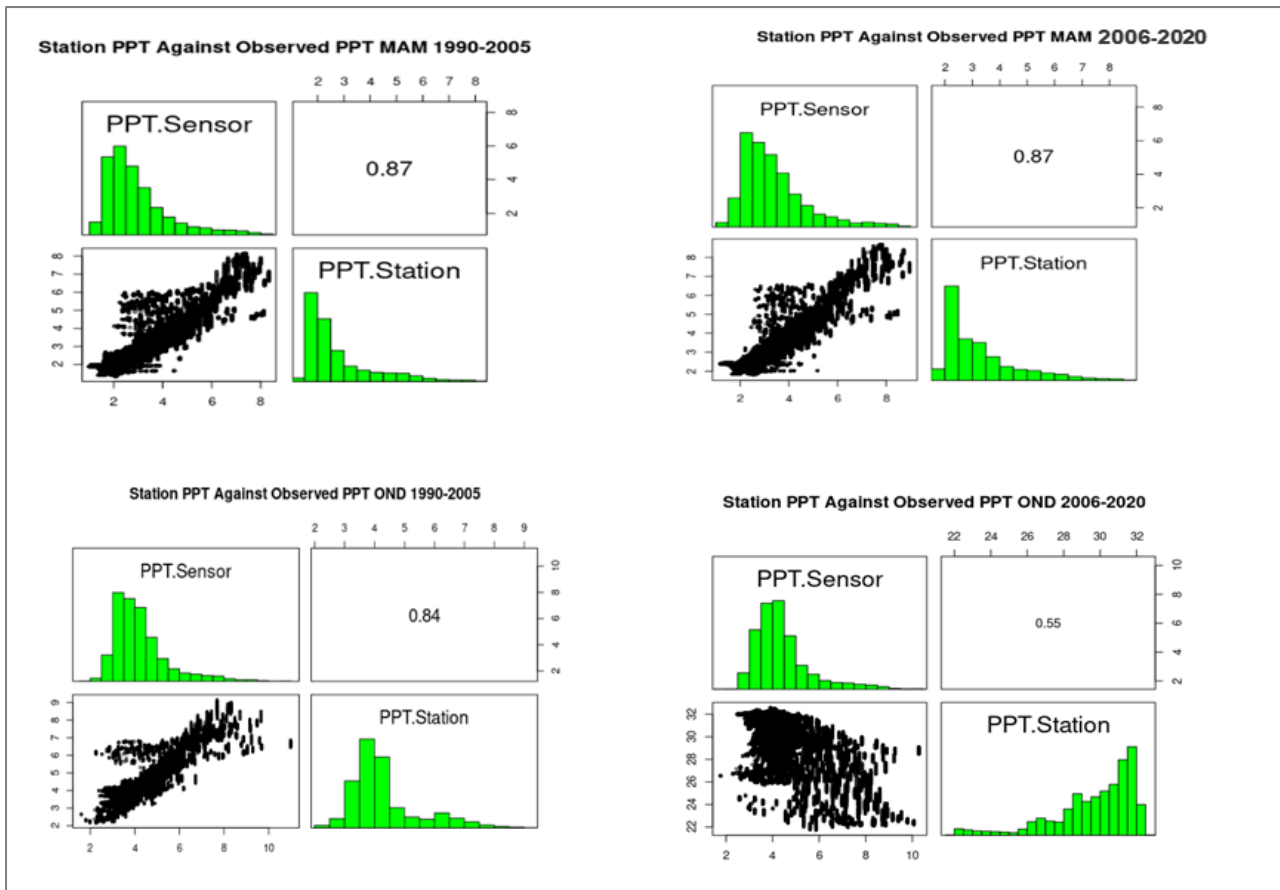 Station PPT Against Observed PPT MAM 1990-2005
2 3 4 5 6 7 8
PPT.Sensor
0.87
8
6
4
2
PPT.Station
8
7
6
5
4
3
2
2 4 6 8
Station PPT Against Observed PPT MAM 2006-2020
2 3 4 5 6 7 8
PPT.Sensor
0.87
8
6
4
2
PPT.Station
8
7
6
5
4
3
2
2 4 6 8
Station PPT Against Observed PPT OND 1990-2005
2 3 4 5 6 7 8 9
PPT.Sensor
0.84
10
8
6
4
2
PPT.Station
9
8
7
6
5
4
3
2
2 4 6 8 10
Station PPT Against Observed PPT OND 2006-2020
22 24 26 28 30 32
PPT.Sensor
0.55
10
8
6
4
2
PPT.Station
32
30
28
26
24
22
2 4 6 8 10